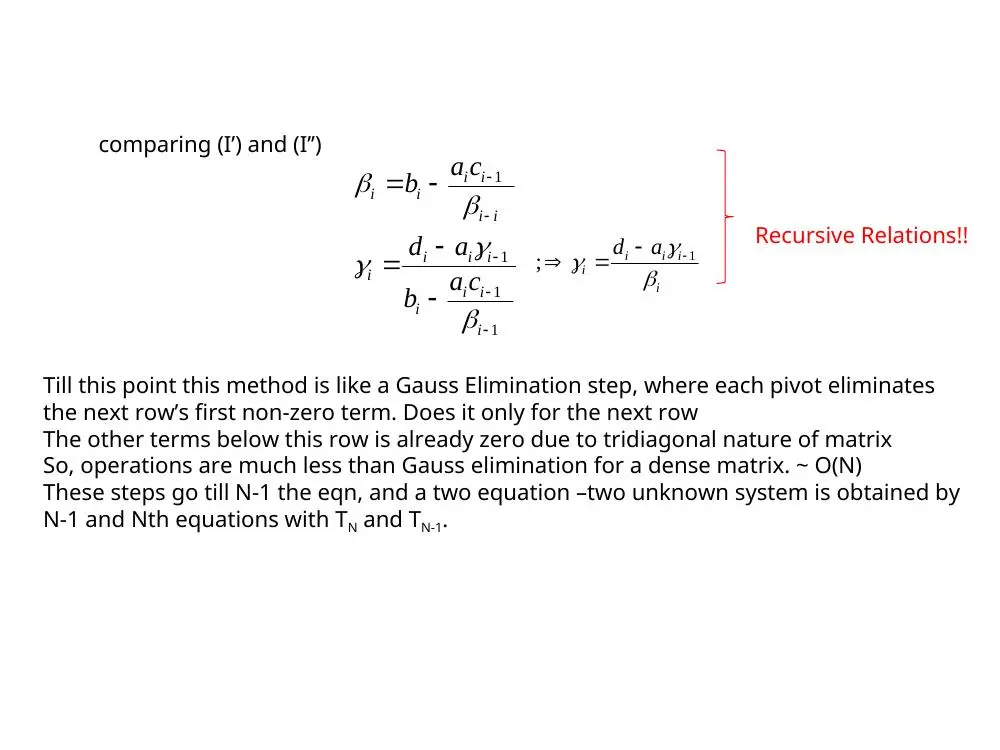 comparing (I’) and (I’’)
β_i = b_i - \frac{a_i c_{i-1}}{β_{i-i}}
γ_i = \frac{d_i - a_i γ_{i-1}}{b_i - \frac{a_i c_{i-1}}{β_{i-1}}} ;⇒ γ_i = \frac{d_i - a_i γ_{i-1}}{β_i}
Recursive Relations!!
Till this point this method is like a Gauss Elimination step, where each pivot eliminates
the next row’s first non-zero term. Does it only for the next row
The other terms below this row is already zero due to tridiagonal nature of matrix
So, operations are much less than Gauss elimination for a dense matrix. ~ O(N)
These steps go till N-1 the eqn, and a two equation –two unknown system is obtained by
N-1 and Nth equations with T_N and T_{N-1}.